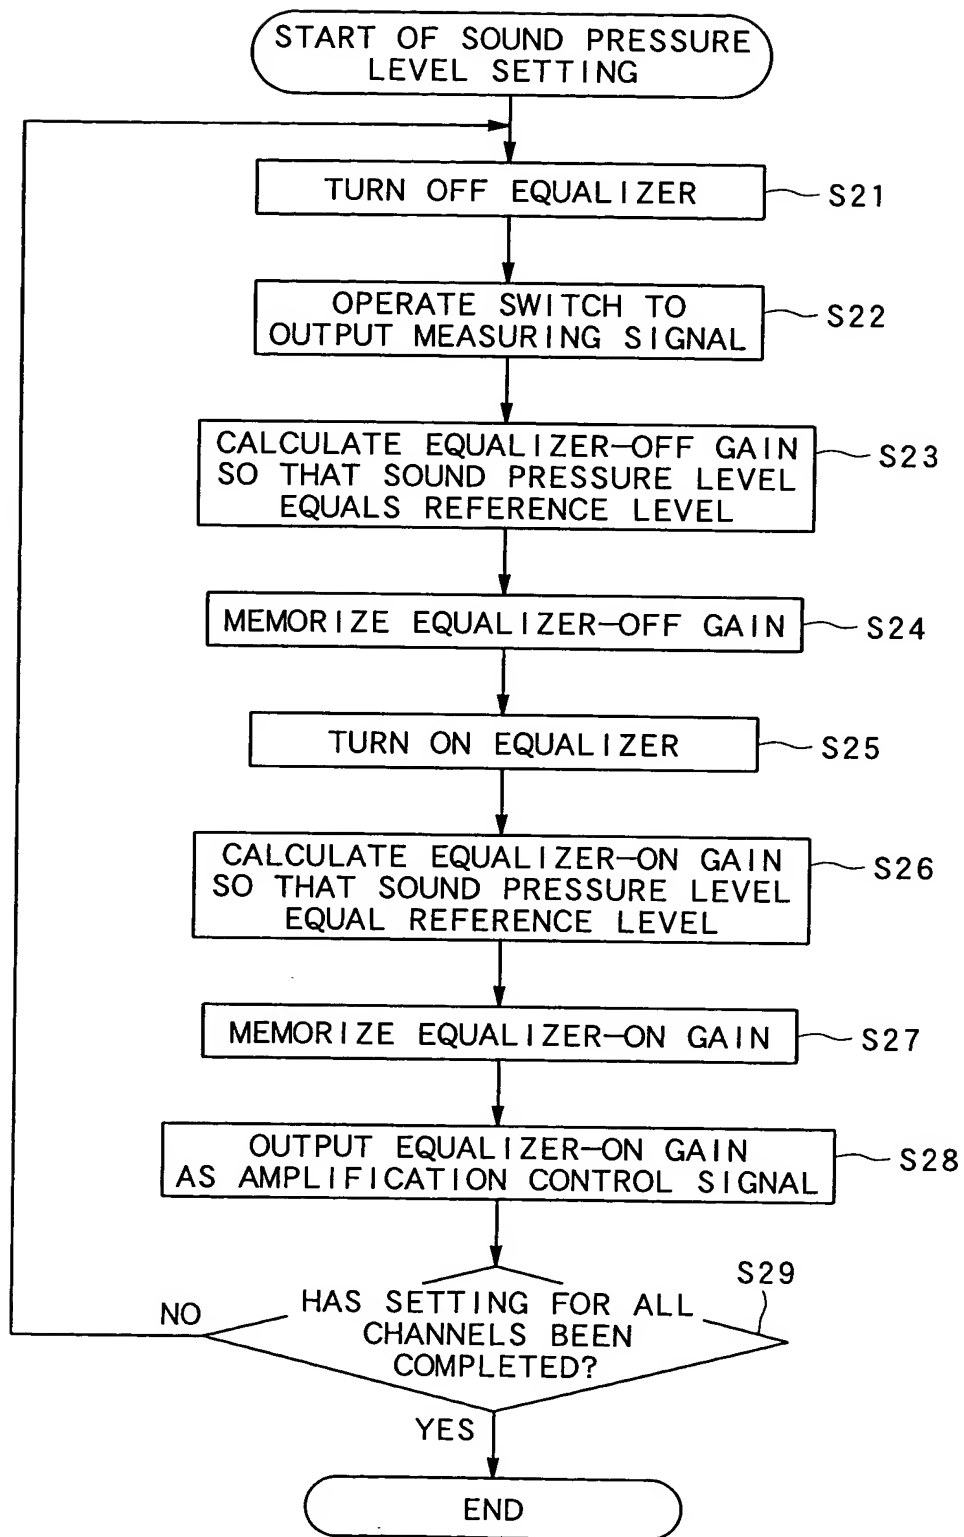 START OF SOUND PRESSURE
LEVEL SETTING
TURN OFF EQUALIZER
S21
OPERATE SWITCH TO
OUTPUT MEASURING SIGNAL
S22
CALCULATE EQUALIZER-OFF GAIN
SO THAT SOUND PRESSURE LEVEL
EQUALS REFERENCE LEVEL
S23
MEMORIZE EQUALIZER-OFF GAIN
S24
TURN ON EQUALIZER
S25
CALCULATE EQUALIZER-ON GAIN
SO THAT SOUND PRESSURE LEVEL
EQUAL REFERENCE LEVEL
S26
MEMORIZE EQUALIZER-ON GAIN
S27
OUTPUT EQUALIZER-ON GAIN
AS AMPLIFICATION CONTROL SIGNAL
S28
S29
HAS SETTING FOR ALL
CHANNELS BEEN
COMPLETED?
NO
YES
END